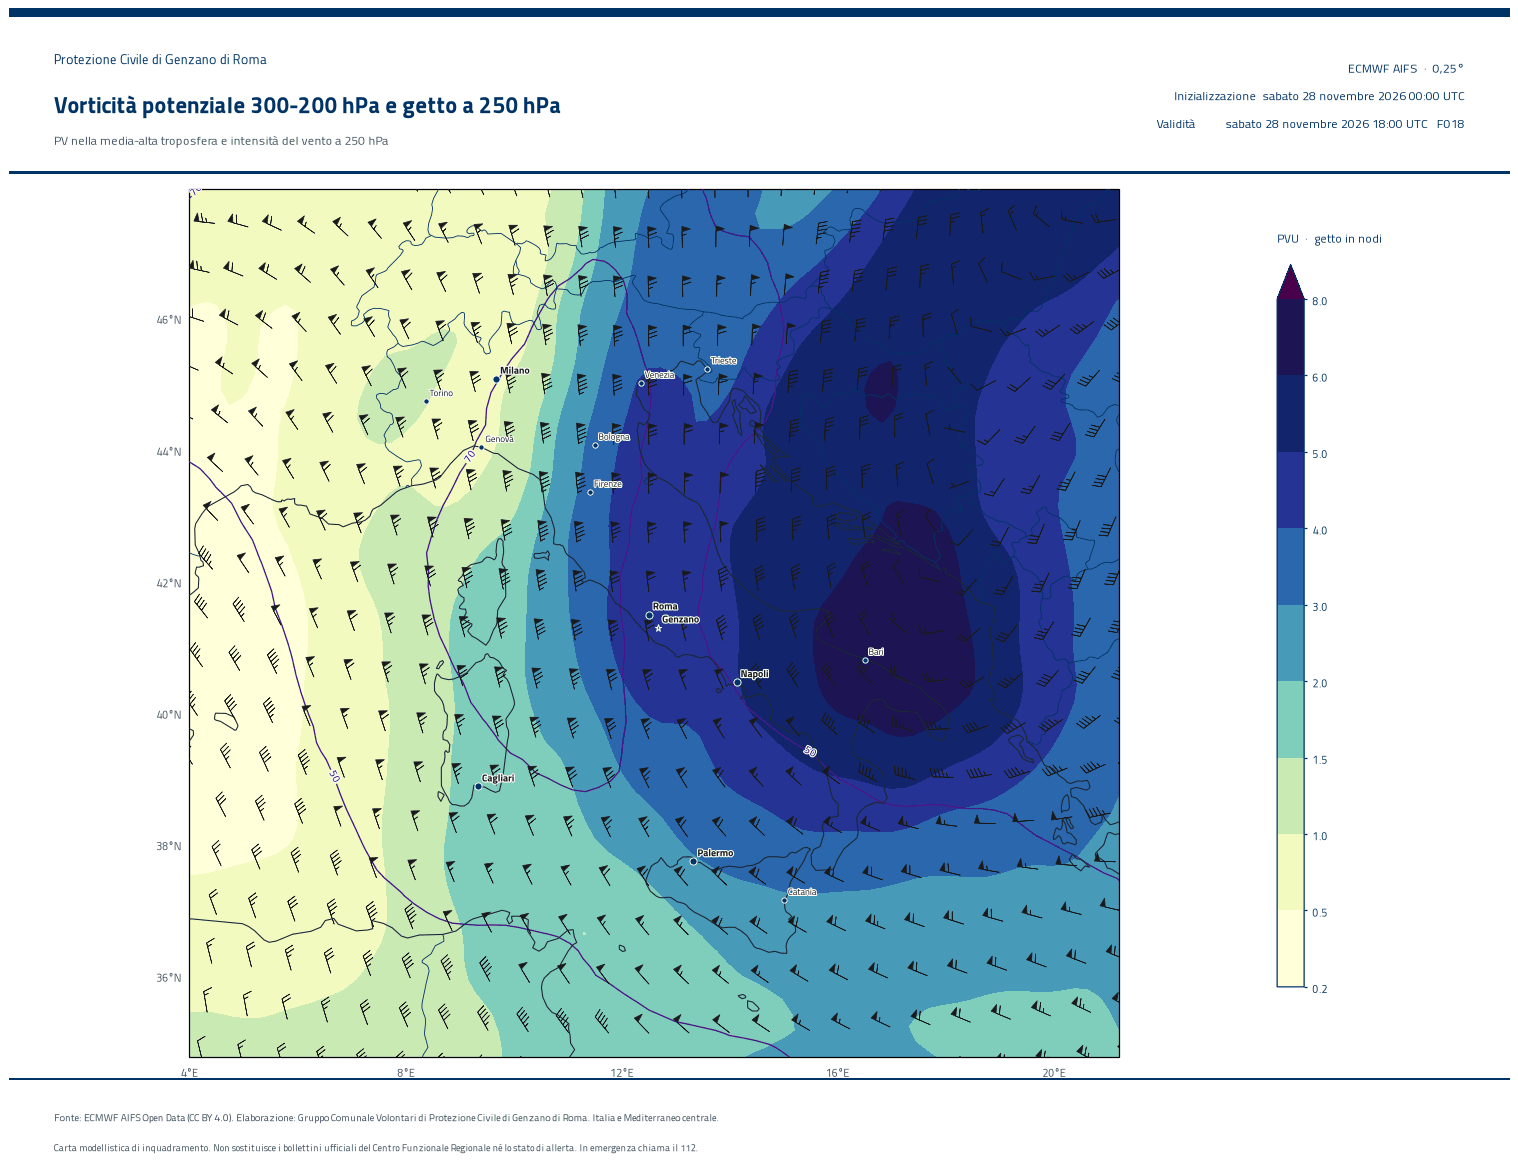 Protezione Civile di Genzano di Roma
Vorticità potenziale 300-200 hPa e getto a 250 hPa
PV nella media-alta troposfera e intensità del vento a 250 hPa
ECMWF AIFS · 0,25°
Inizializzazione sabato 28 novembre 2026 00:00 UTC
Validità sabato 28 novembre 2026 18:00 UTC F018
PVU · getto in nodi
8.0
6.0
5.0
4.0
3.0
2.0
1.5
1.0
0.5
0.2
46°N
44°N
42°N
40°N
38°N
36°N
4°E
8°E
12°E
16°E
20°E
Trieste
Venezia
Milano
Torino
Genova
70
Bologna
Firenze
Roma
Genzano
Bari
Napoli
50
50
Cagliari
Palermo
Catania
Fonte: ECMWF AIFS Open Data (CC BY 4.0). Elaborazione: Gruppo Comunale Volontari di Protezione Civile di Genzano di Roma. Italia e Mediterraneo centrale.
Carta modellistica di inquadramento. Non sostituisce i bollettini ufficiali del Centro Funzionale Regionale né lo stato di allerta. In emergenza chiama il 112.